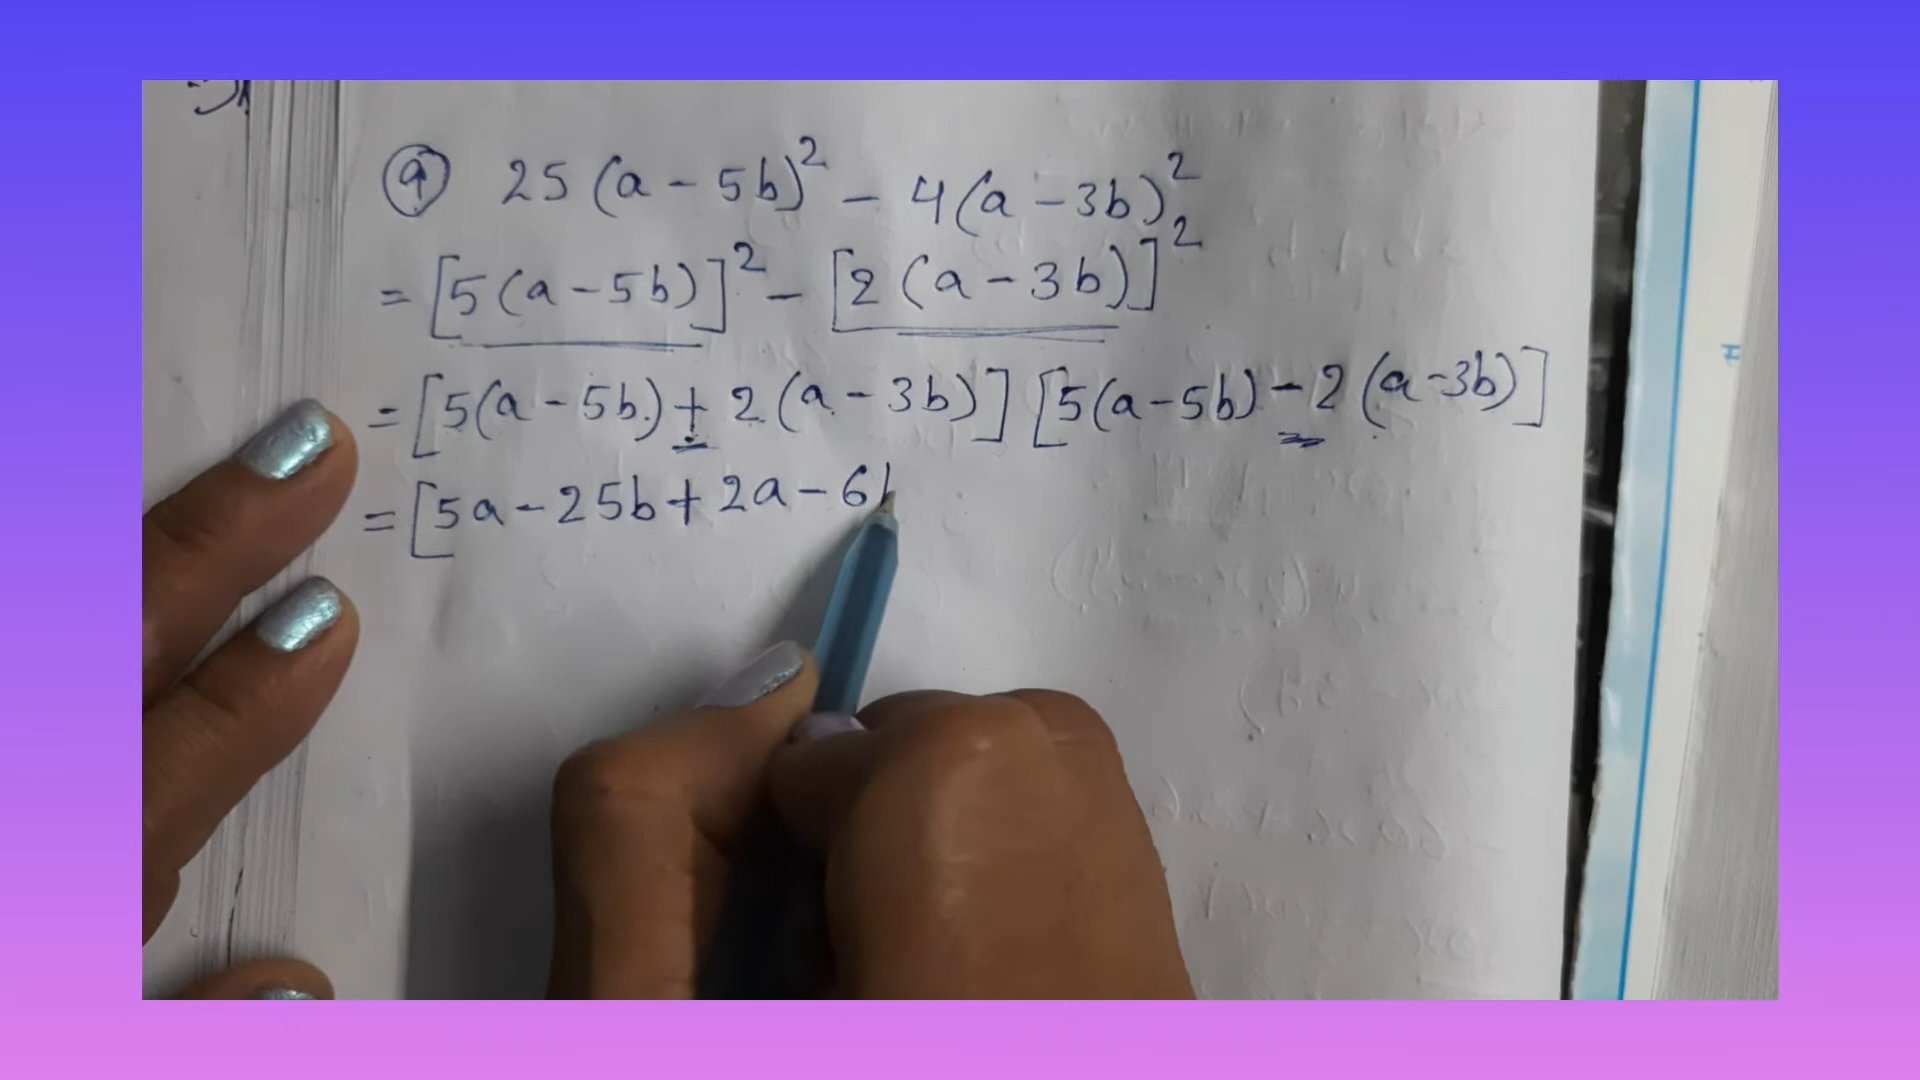 9 25(a-5b)² - 4(a-3b)²
= [5(a-5b)]² - [2(a-3b)]²
= [5(a-5b)+2(a-3b)] [5(a-5b)-2(a-3b)]
= [5a-25b+2a-6